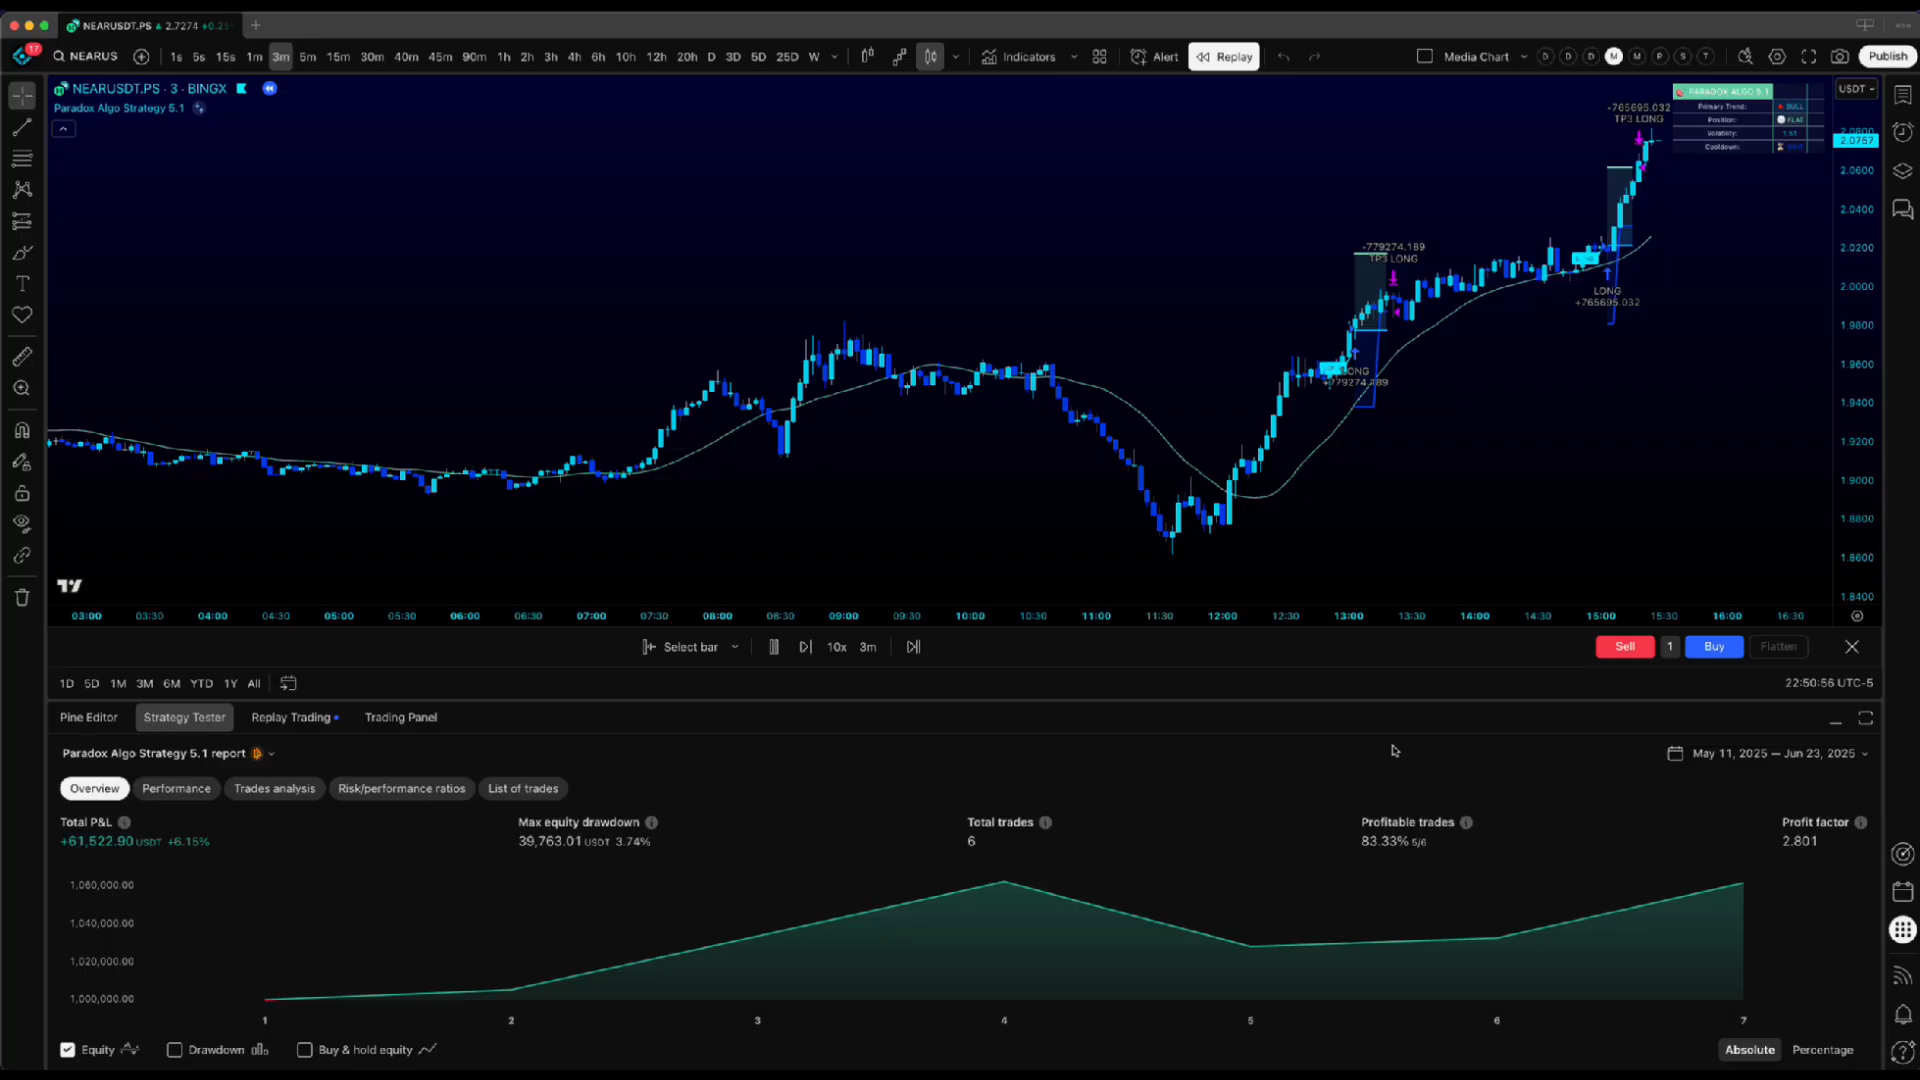 NEARUSDT.PS ▲ 2.7274 +0.2
17 NEARUS 1s 5s 15s 1m 3m 5m 15m 30m 40m 45m 90m 1h 2h 3h 4h 6h 10h 12h 20h D 3D 5D 25D W Indicators Alert Replay Media Chart D D D M M P S T Publish
NEARUSDT.PS · 3 · BINGX
Paradox Algo Strategy 5.1
USDT
PARADOX ALGO 5.1
Primary Trend: BULL
Position: FLAT
Volatility: 1.51
Cooldown:
-765695.032
TP3 LONG
-779274.189
TP3 LONG
LONG
+765695.032
LONG
+779274.189
2.0800
2.0757
2.0600
2.0400
2.0200
2.0000
1.9800
1.9600
1.9400
1.9200
1.9000
1.8800
1.8600
1.8400
03:00 03:30 04:00 04:30 05:00 05:30 06:00 06:30 07:00 07:30 08:00 08:30 09:00 09:30 10:00 10:30 11:00 11:30 12:00 12:30 13:00 13:30 14:00 14:30 15:00 15:30 16:00 16:30
Select bar 10x 3m Sell 1 Buy Flatten
1D 5D 1M 3M 6M YTD 1Y All 22:50:56 UTC-5
Pine Editor Strategy Tester Replay Trading Trading Panel
Paradox Algo Strategy 5.1 report May 11, 2025 — Jun 23, 2025
Overview Performance Trades analysis Risk/performance ratios List of trades
Total P&L Max equity drawdown Total trades Profitable trades Profit factor
+61,522.90 USDT +6.15% 39,763.01 USDT 3.74% 6 83.33% 5/6 2.801
1,060,000.00
1,040,000.00
1,020,000.00
1,000,000.00
1 2 3 4 5 6 7
Equity Drawdown Buy & hold equity Absolute Percentage